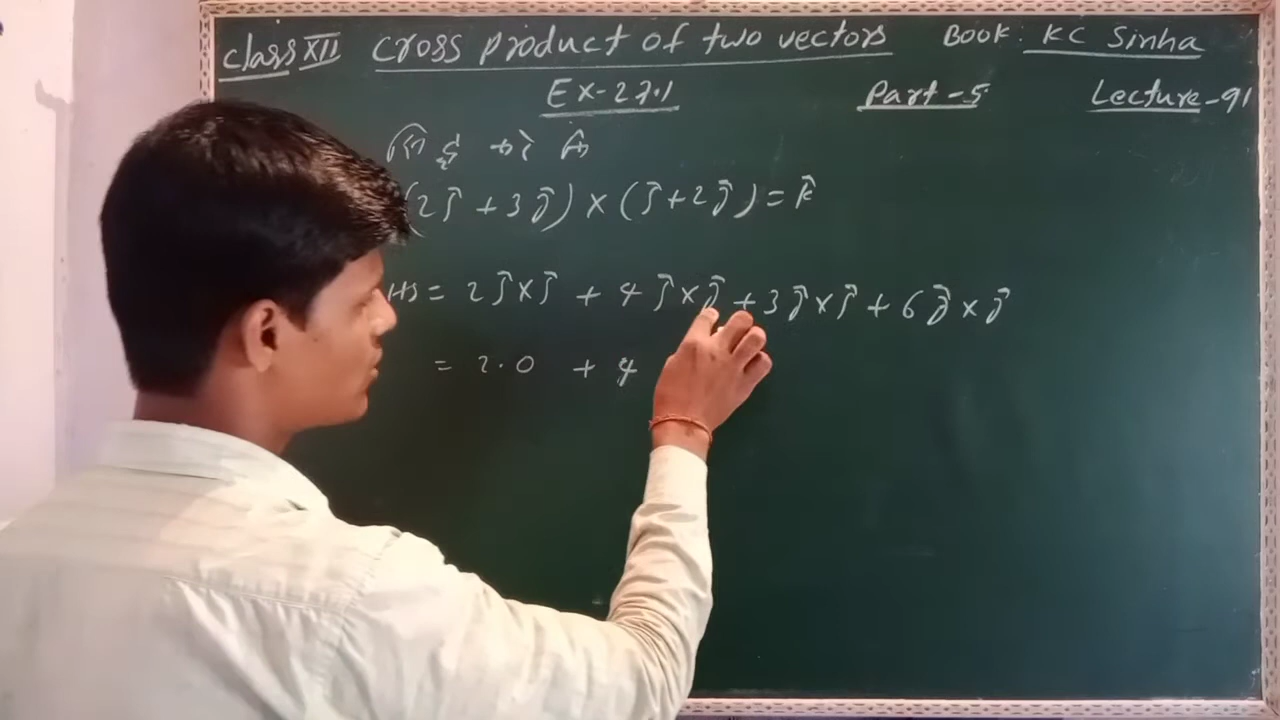 Class XII Cross product of two vectors Book: KC Sinha
Ex-27.1 Part-5 Lecture-91
(2î + 3ĵ) × (î + 2ĵ) = k̂
HS = 2î × î + 4 î × ĵ + 3ĵ × î + 6ĵ × ĵ
= 2.0 + 4